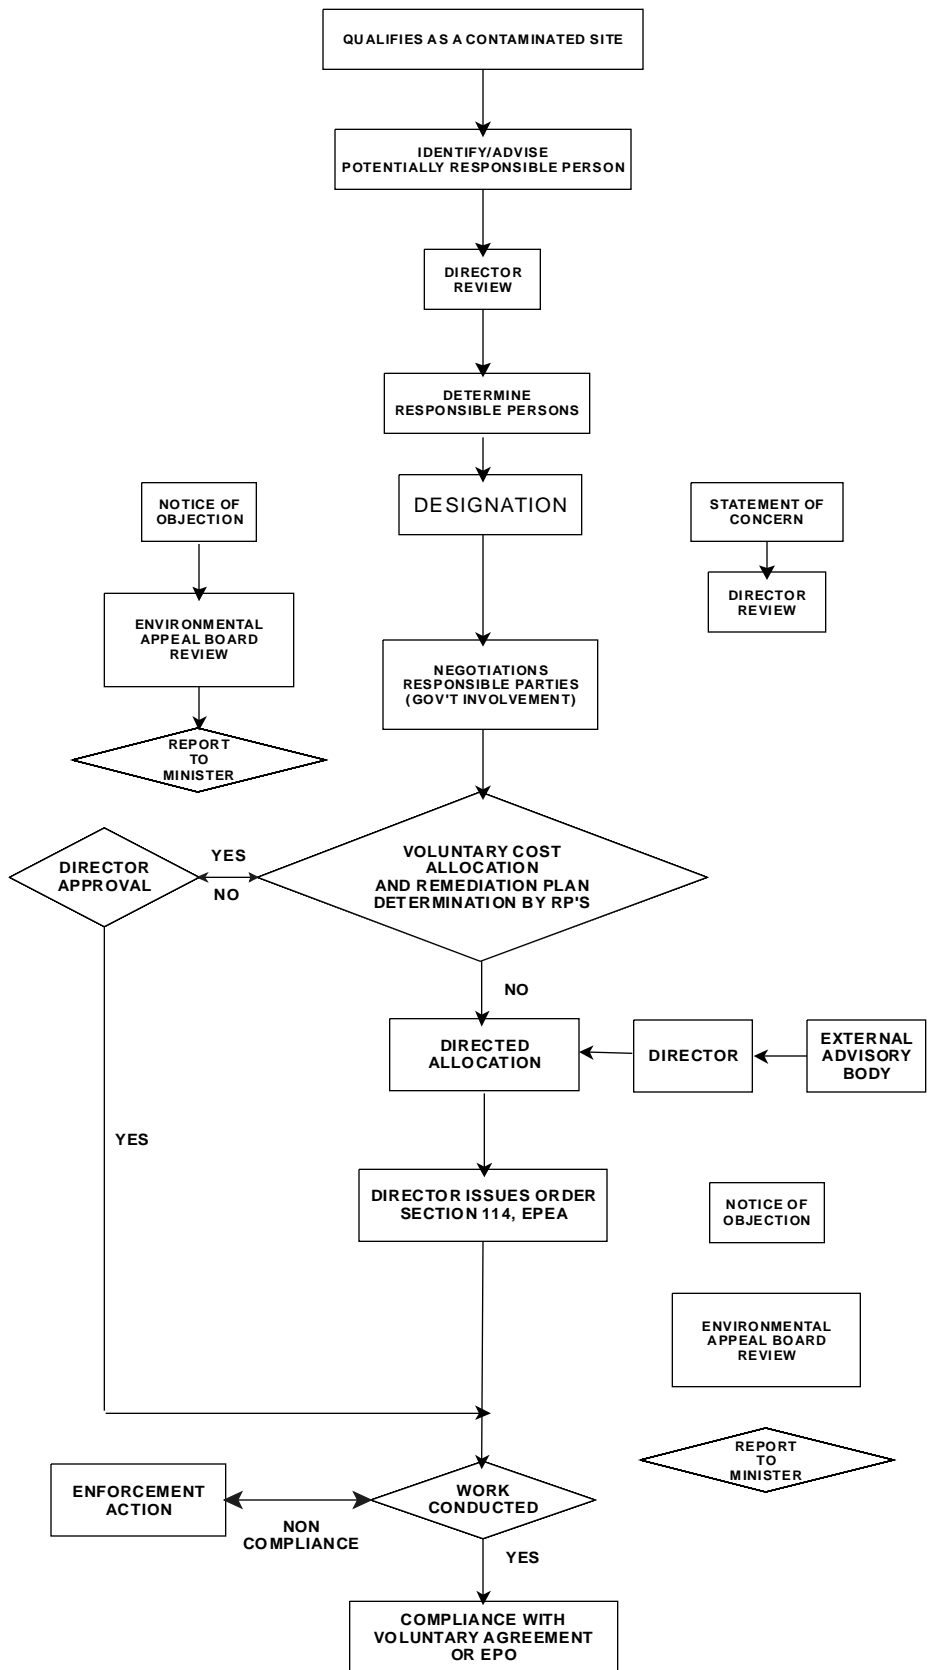 QUALIFIES AS A CONTAMINATED SITE
IDENTIFY/ADVISE
POTENTIALLY RESPONSIBLE PERSON
DIRECTOR
REVIEW
DETERMINE
RESPONSIBLE PERSONS
DESIGNATION
NOTICE OF
OBJECTION
STATEMENT OF
CONCERN
ENVIRONMENTAL
APPEAL BOARD
REVIEW
DIRECTOR
REVIEW
NEGOTIATIONS
RESPONSIBLE PARTIES
(GOV'T INVOLVEMENT)
REPORT
TO
MINISTER
DIRECTOR
APPROVAL
YES
NO
VOLUNTARY COST
ALLOCATION
AND REMEDIATION PLAN
DETERMINATION BY RP'S
NO
DIRECTED
ALLOCATION
DIRECTOR
EXTERNAL
ADVISORY
BODY
YES
DIRECTOR ISSUES ORDER
SECTION 114, EPEA
NOTICE OF
OBJECTION
ENVIRONMENTAL
APPEAL BOARD
REVIEW
REPORT
TO
MINISTER
ENFORCEMENT
ACTION
NON
COMPLIANCE
WORK
CONDUCTED
YES
COMPLIANCE WITH
VOLUNTARY AGREEMENT
OR EPO